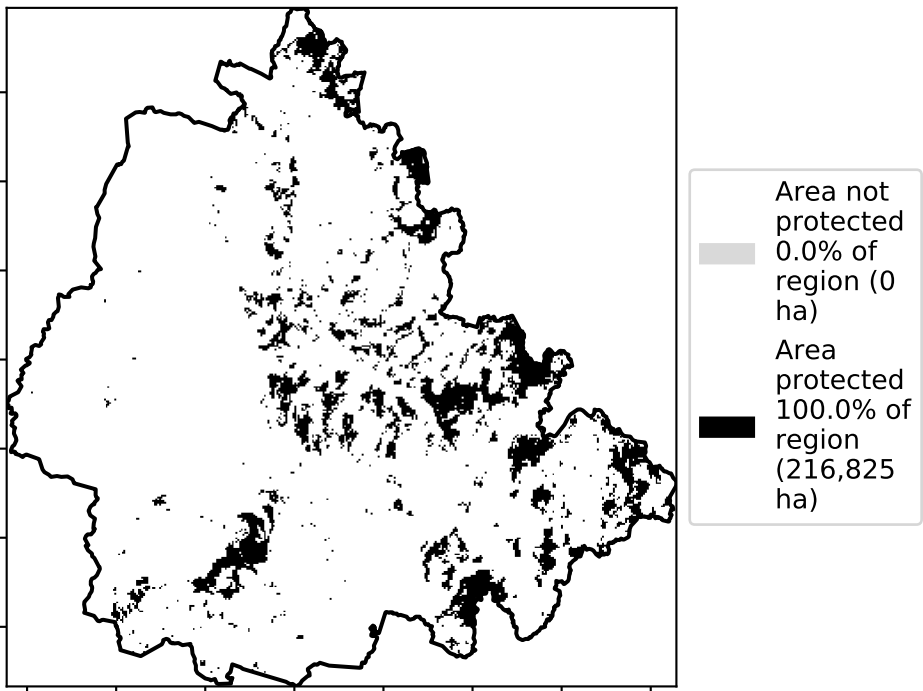 Area not
protected
0.0% of
region (0
ha)
Area
protected
100.0% of
region
(216,825
ha)